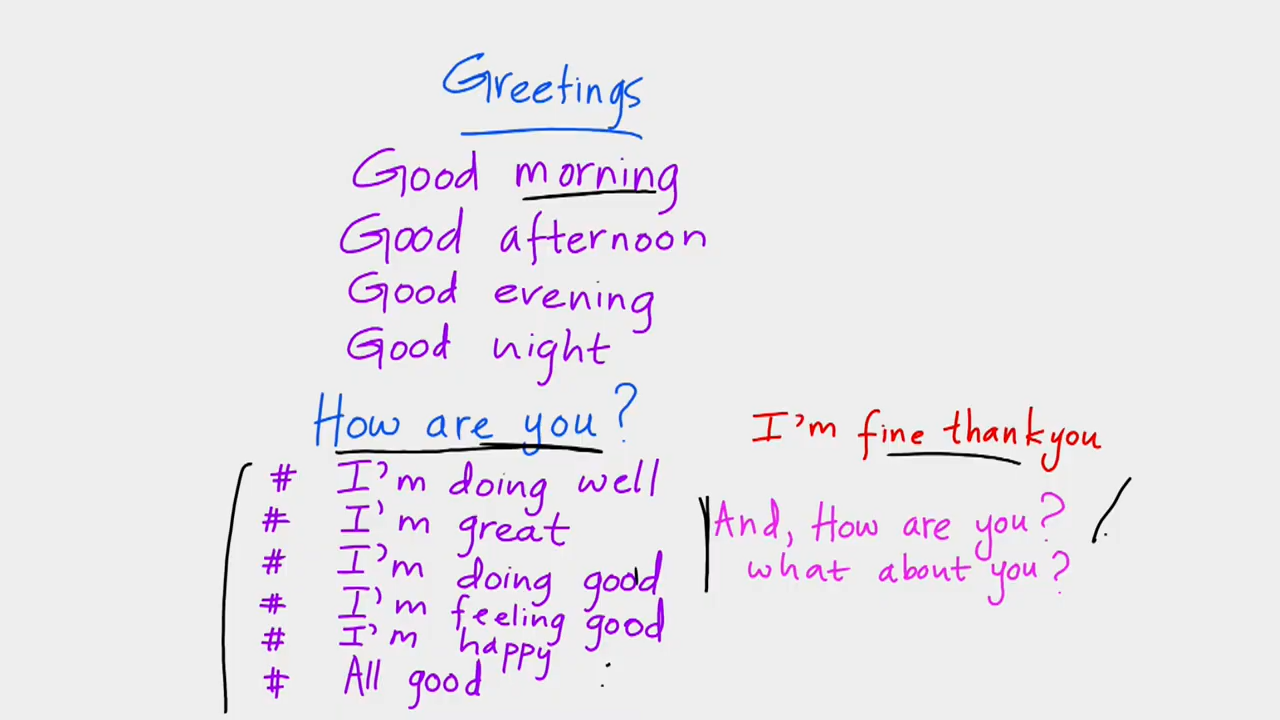 Greetings
Good morning
Good afternoon
Good evening
Good night
How are you?
# I'm doing well
# I'm great
# I'm doing good
# I'm feeling good
# I'm happy
# All good
I'm fine thankyou
And, How are you?
what about you?